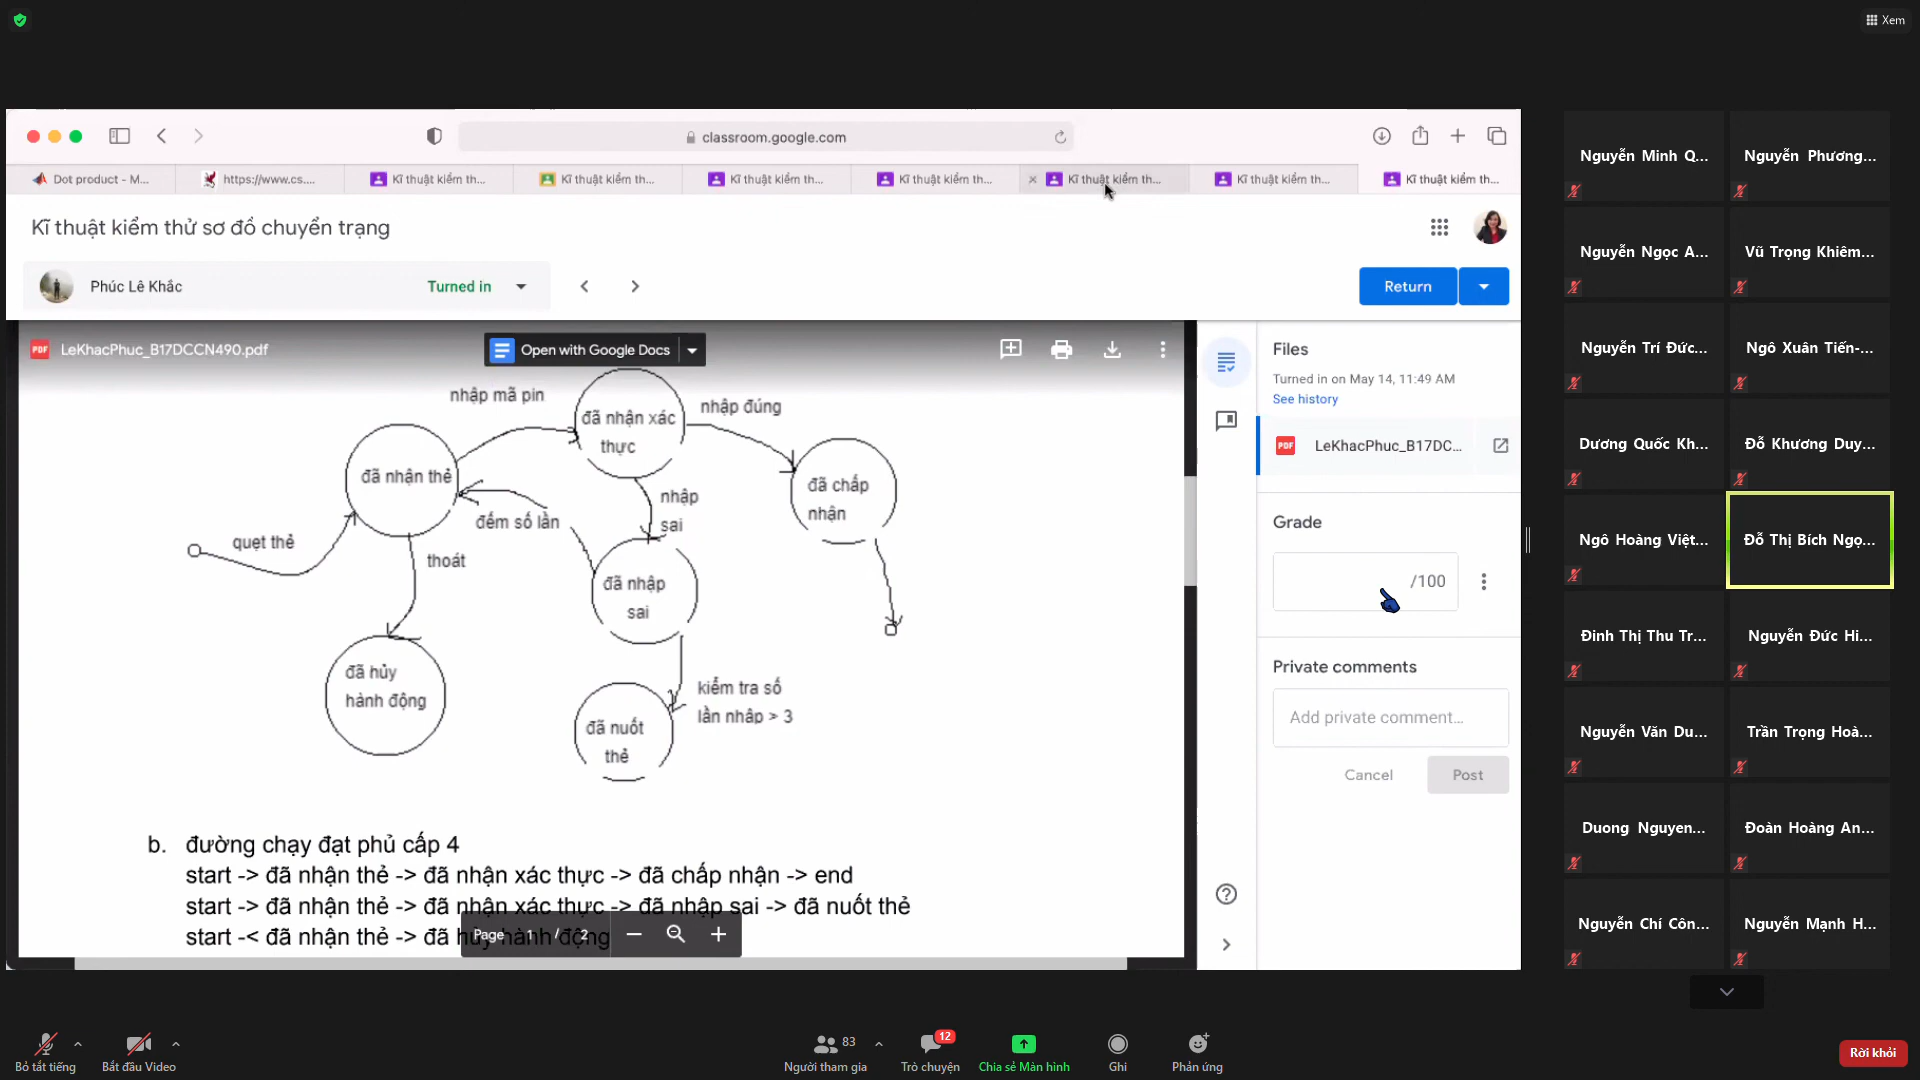 Xem
classroom.google.com
Dot product - M...
https://www.cs....
Kĩ thuật kiểm th...
Kĩ thuật kiểm th...
Kĩ thuật kiểm th...
Kĩ thuật kiểm th...
Kĩ thuật kiểm th...
Kĩ thuật kiểm th...
Kĩ thuật kiểm th...
Kĩ thuật kiểm thử sơ đồ chuyển trạng
Phúc Lê Khắc
Turned in
Return
PDF
LeKhacPhuc_B17DCCN490.pdf
Open with Google Docs
nhập mã pin
đã nhận xác
thực
nhập đúng
đã nhận thẻ
đã chấp
nhận
nhập
sai
đếm số lần
quẹt thẻ
thoát
đã nhập
sai
đã hủy
hành động
kiểm tra số
lần nhập > 3
đã nuốt
thẻ
b. đường chạy đạt phủ cấp 4
start -> đã nhận thẻ -> đã nhận xác thực -> đã chấp nhận -> end
start -> đã nhận thẻ -> đã nhận xác thực -> đã nhập sai -> đã nuốt thẻ
start -< đã nhận thẻ -> đã hủy hành động
Page 1 / 2
Files
Turned in on May 14, 11:49 AM
See history
PDF
LeKhacPhuc_B17DC...
Grade
/100
Private comments
Add private comment...
Cancel
Post
Nguyễn Minh Q...
Nguyễn Phương...
Nguyễn Ngọc A...
Vũ Trọng Khiêm...
Nguyễn Trí Đức...
Ngô Xuân Tiến-...
Dương Quốc Kh...
Đỗ Khương Duy...
Ngô Hoàng Việt...
Đỗ Thị Bích Ngọ...
Đinh Thị Thu Tr...
Nguyễn Đức Hi...
Nguyễn Văn Du...
Trần Trọng Hoà...
Duong Nguyen...
Đoàn Hoàng An...
Nguyễn Chí Côn...
Nguyễn Mạnh H...
Bỏ tắt tiếng
Bắt đầu Video
83
Người tham gia
12
Trò chuyện
Chia sẻ Màn hình
Ghi
Phản ứng
Rời khỏi